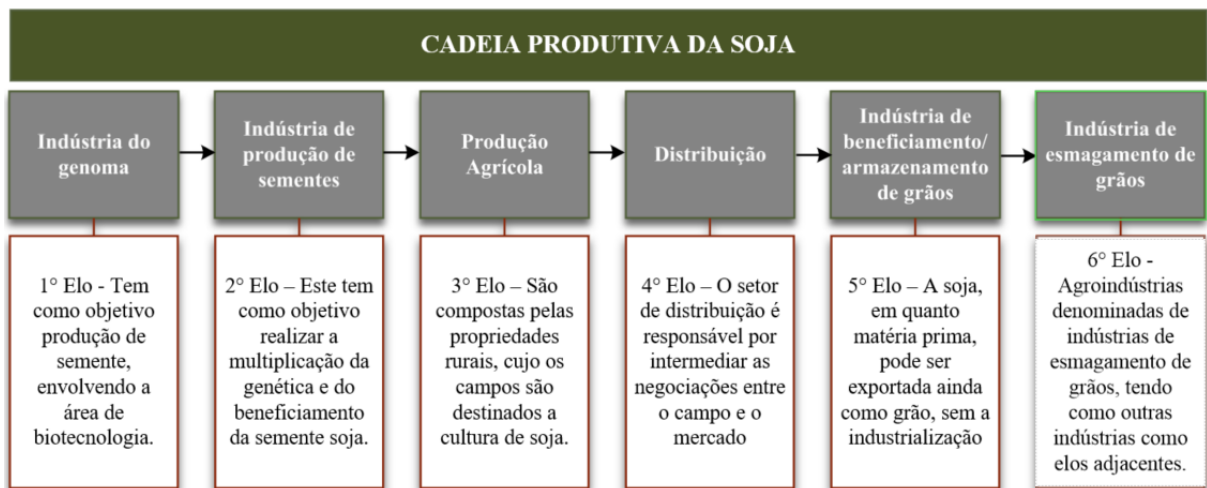 CADEIA PRODUTIVA DA SOJA
Indústria do
genoma
Indústria de
produção de
sementes
Produção
Agrícola
Distribuição
Indústria de
beneficiamento/
armazenamento
de grãos
Indústria de
esmagamento de
grãos
1° Elo - Tem
como objetivo
produção de
semente,
envolvendo a
área de
biotecnologia.
2° Elo – Este tem
como objetivo
realizar a
multiplicação da
genética e do
beneficiamento
da semente soja.
3° Elo – São
compostas pelas
propriedades
rurais, cujo os
campos são
destinados a
cultura de soja.
4° Elo – O setor
de distribuição é
responsável por
intermediar as
negociações entre
o campo e o
mercado
5° Elo – A soja,
em quanto
matéria prima,
pode ser
exportada ainda
como grão, sem a
industrialização
6° Elo -
Agroindústrias
denominadas de
indústrias de
esmagamento de
grãos, tendo
como outras
indústrias como
elos adjacentes.